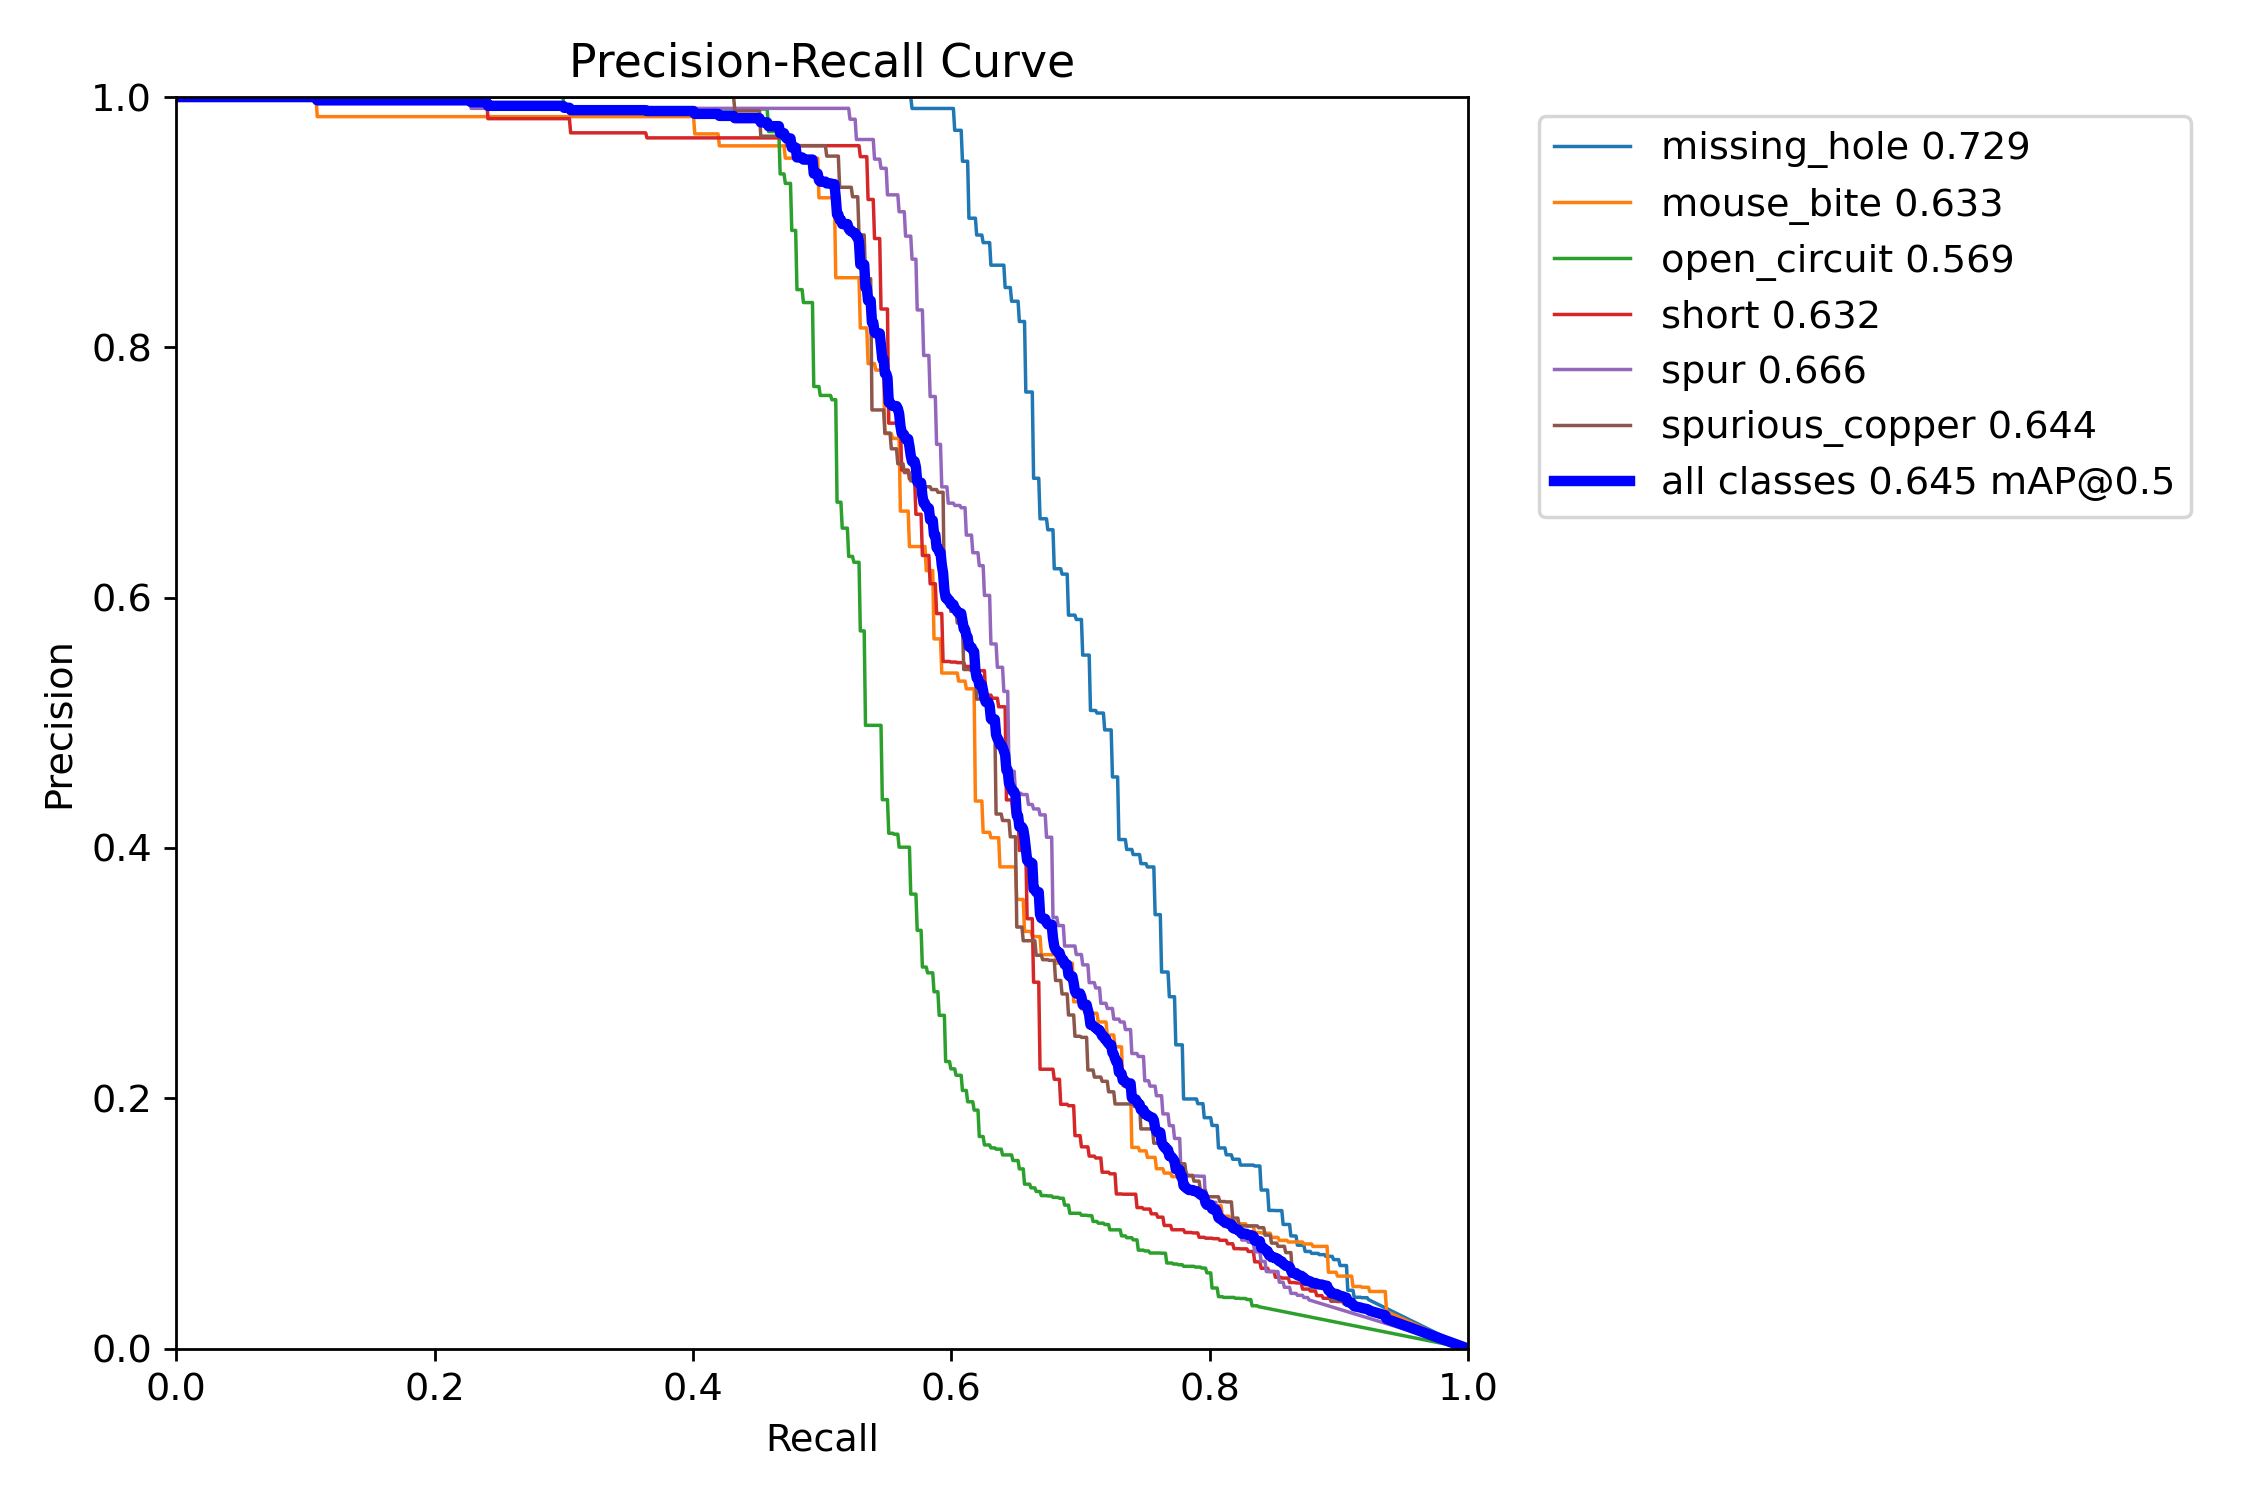 Precision-Recall Curve
1.0
0.8
0.6
0.4
0.2
0.0
Precision
0.0 0.2 0.4 0.6 0.8 1.0
Recall
missing_hole 0.729
mouse_bite 0.633
open_circuit 0.569
short 0.632
spur 0.666
spurious_copper 0.644
all classes 0.645 mAP@0.5